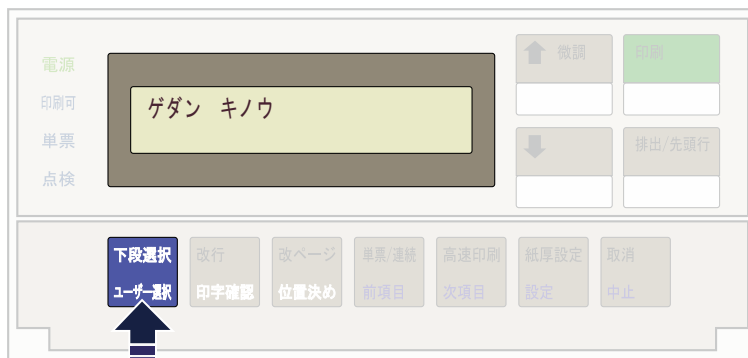 電源
印刷可
単票
点検
ゲダン キノウ
微調
印刷
排出/先頭行
下段選択
ユーザー選択
改行
印字確認
改ページ
位置決め
単票/連続
前項目
高速印刷
次項目
紙厚設定
設定
取消
中止